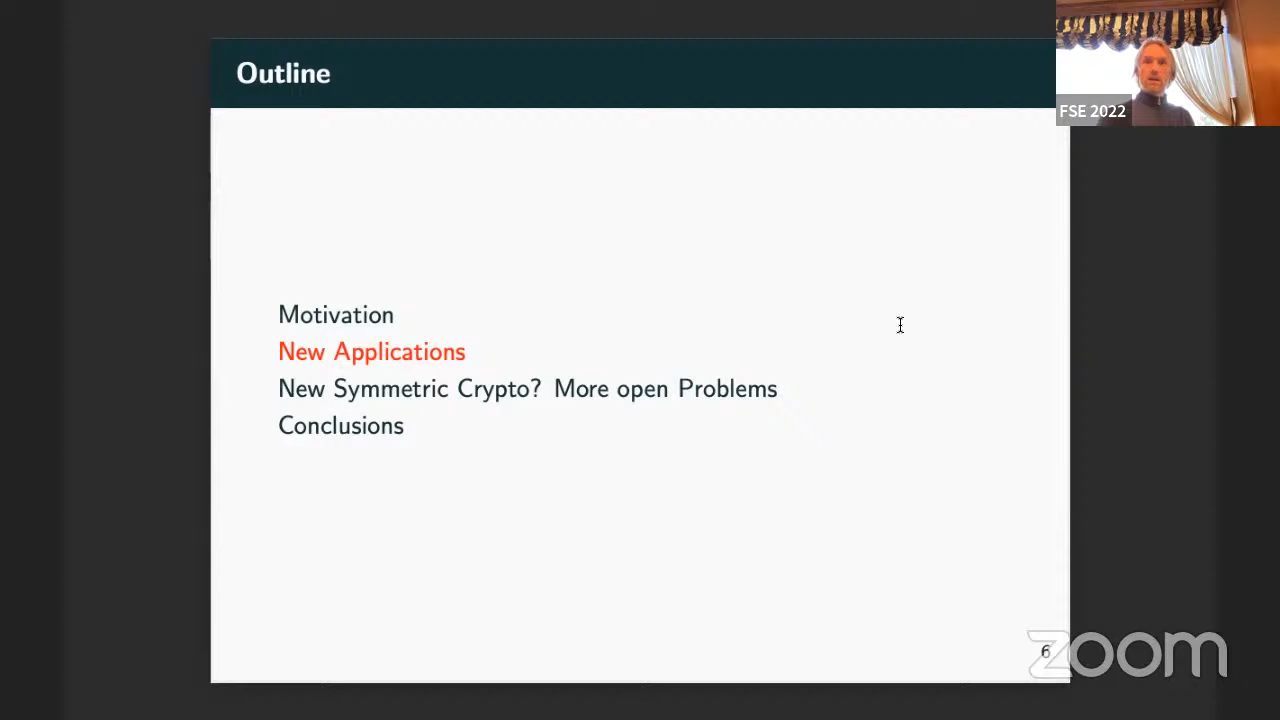 Outline
FSE 2022
Motivation
New Applications
New Symmetric Crypto? More open Problems
Conclusions
6
zoom